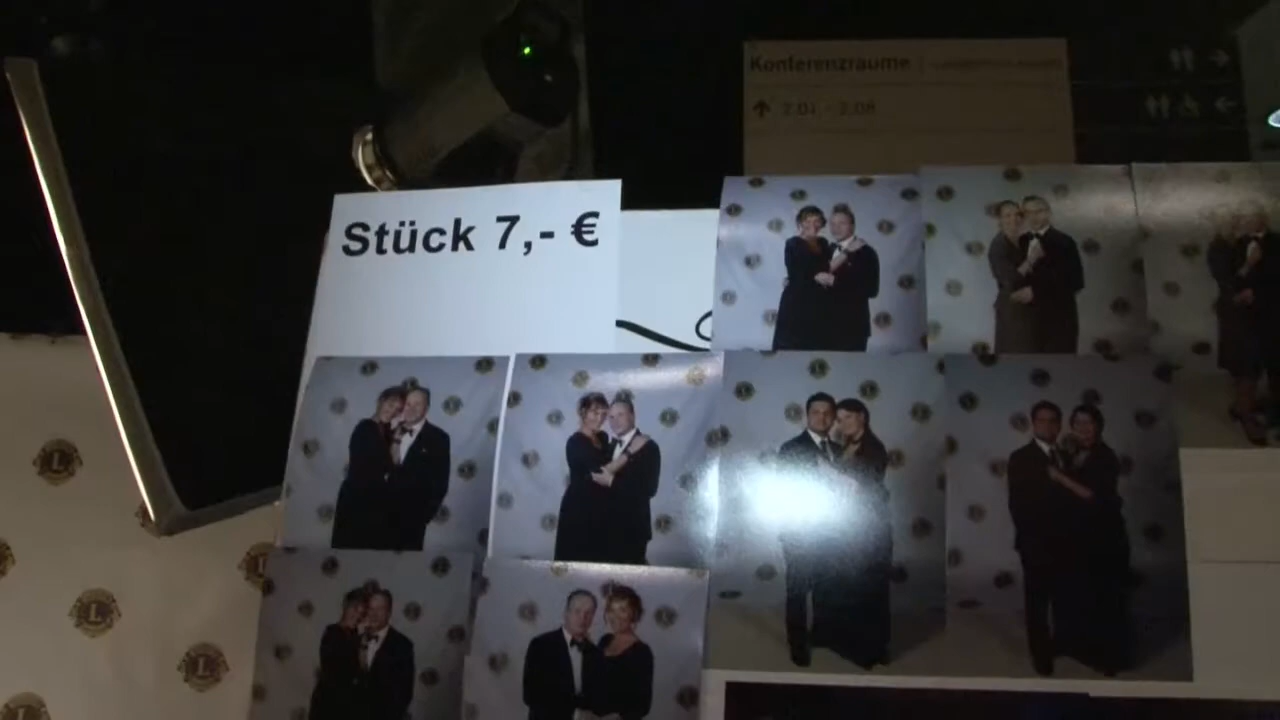 Konferenzräume
2.01 - 2.08
Stück 7,- €
L
L
L